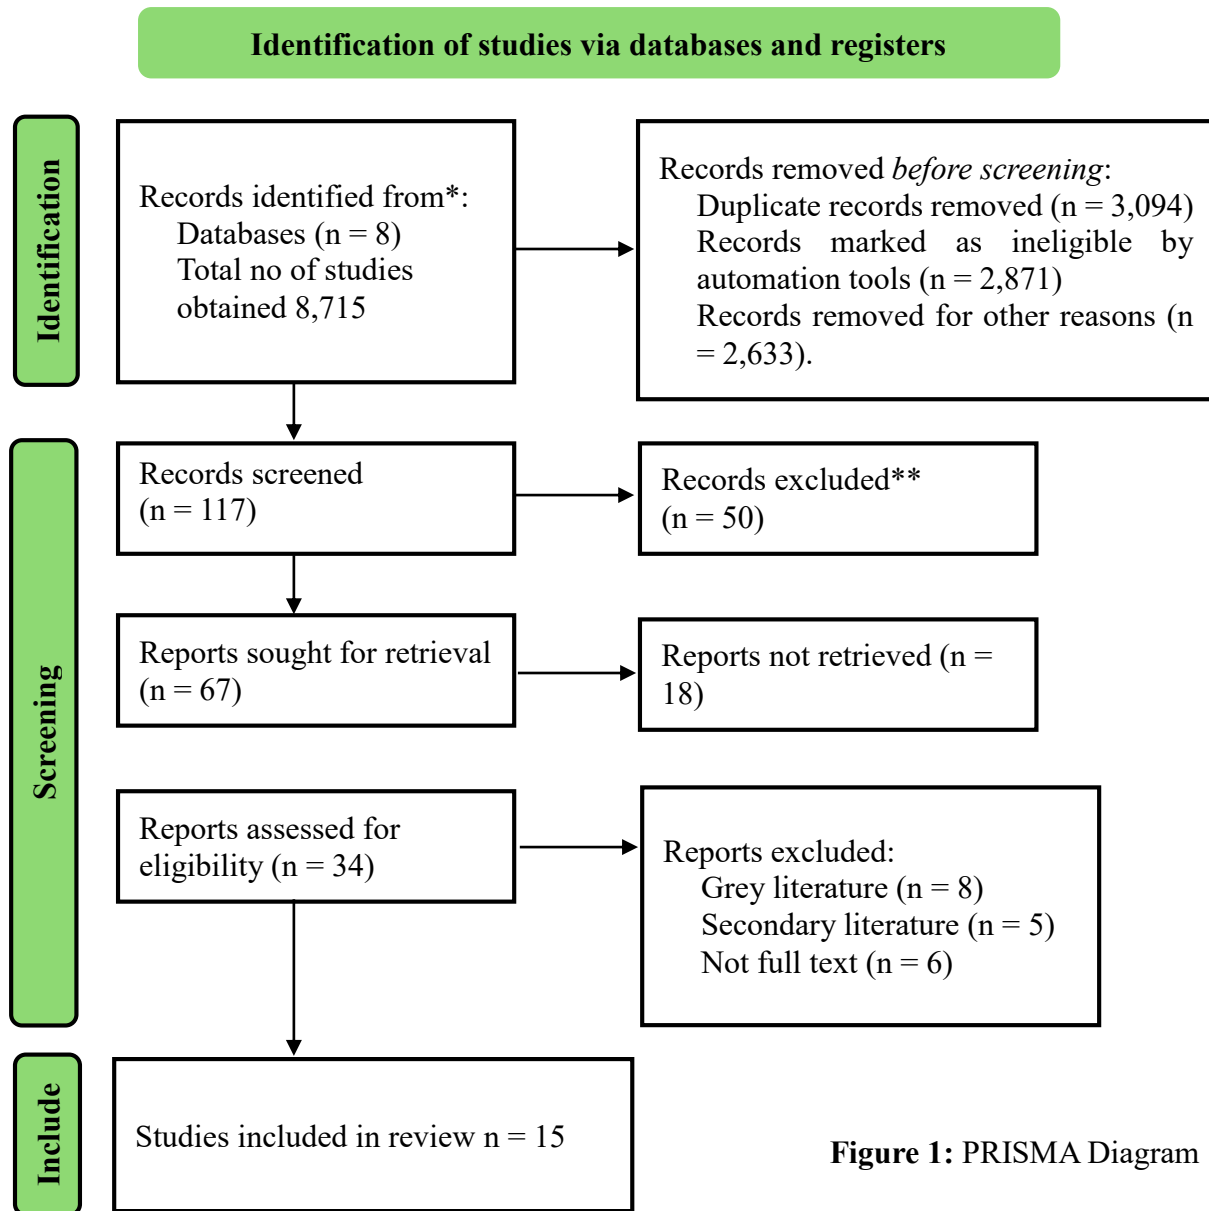 Identification of studies via databases and registers
Identification
Records identified from*:
Databases (n = 8)
Total no of studies
obtained 8,715
Records removed before screening:
Duplicate records removed (n = 3,094)
Records marked as ineligible by
automation tools (n = 2,871)
Records removed for other reasons (n
= 2,633).
Screening
Records screened
(n = 117)
Records excluded**
(n = 50)
Reports sought for retrieval
(n = 67)
Reports not retrieved (n =
18)
Reports assessed for
eligibility (n = 34)
Reports excluded:
Grey literature (n = 8)
Secondary literature (n = 5)
Not full text (n = 6)
Include
Studies included in review n = 15
Figure 1: PRISMA Diagram